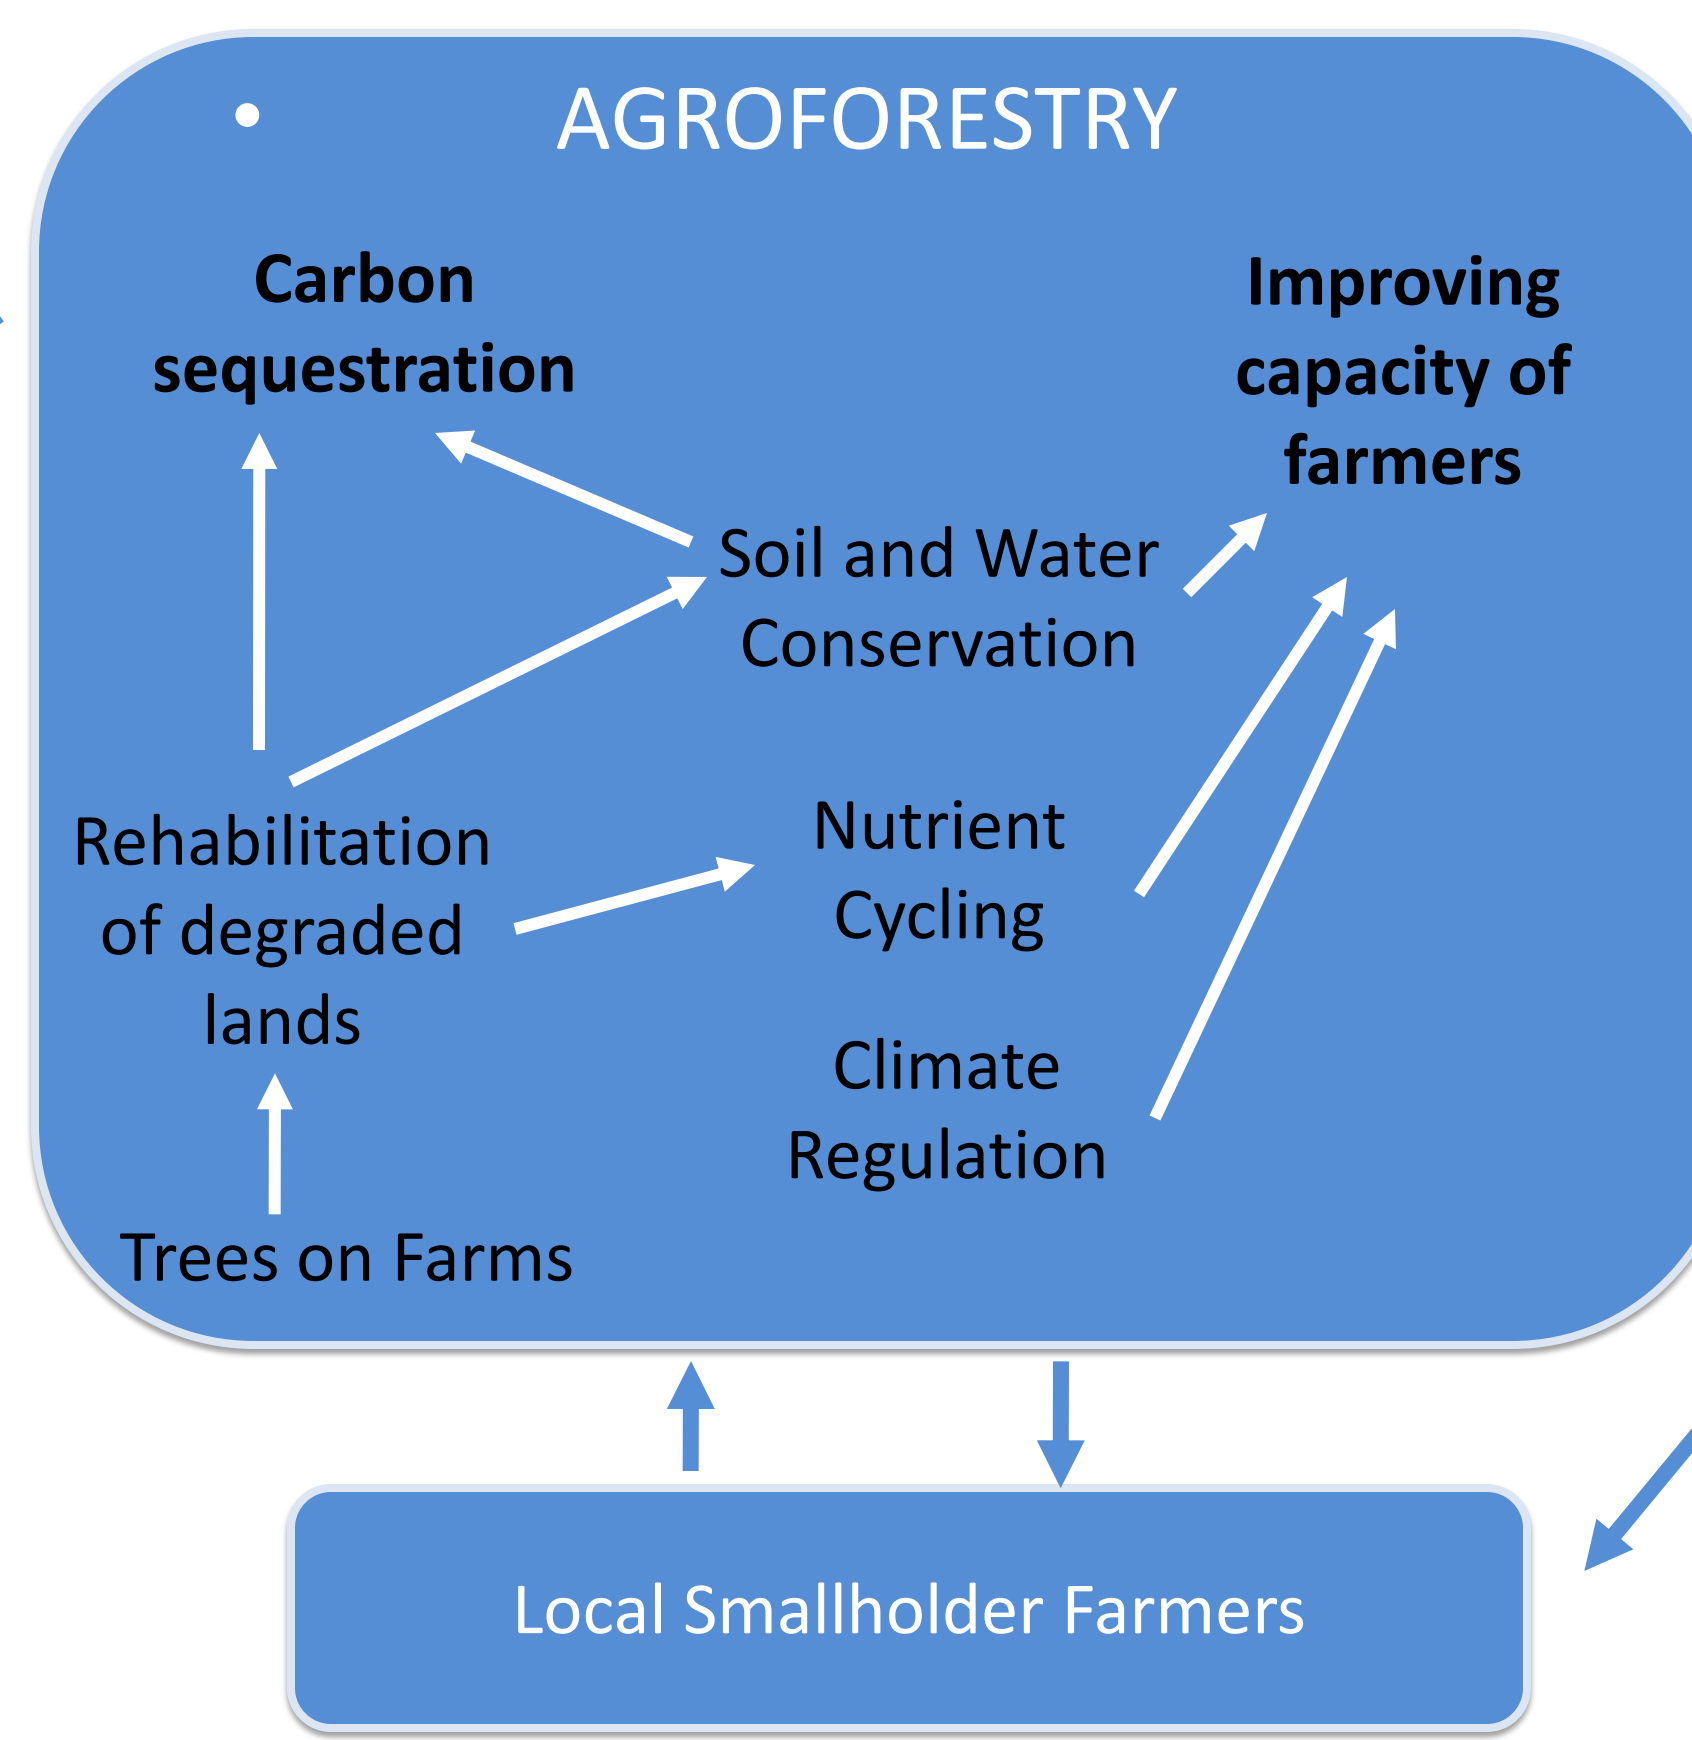 • AGROFORESTRY
Carbon
sequestration
Improving
capacity of
farmers
Soil and Water
Conservation
Rehabilitation
of degraded
lands
Nutrient
Cycling
Climate
Regulation
Trees on Farms
Local Smallholder Farmers